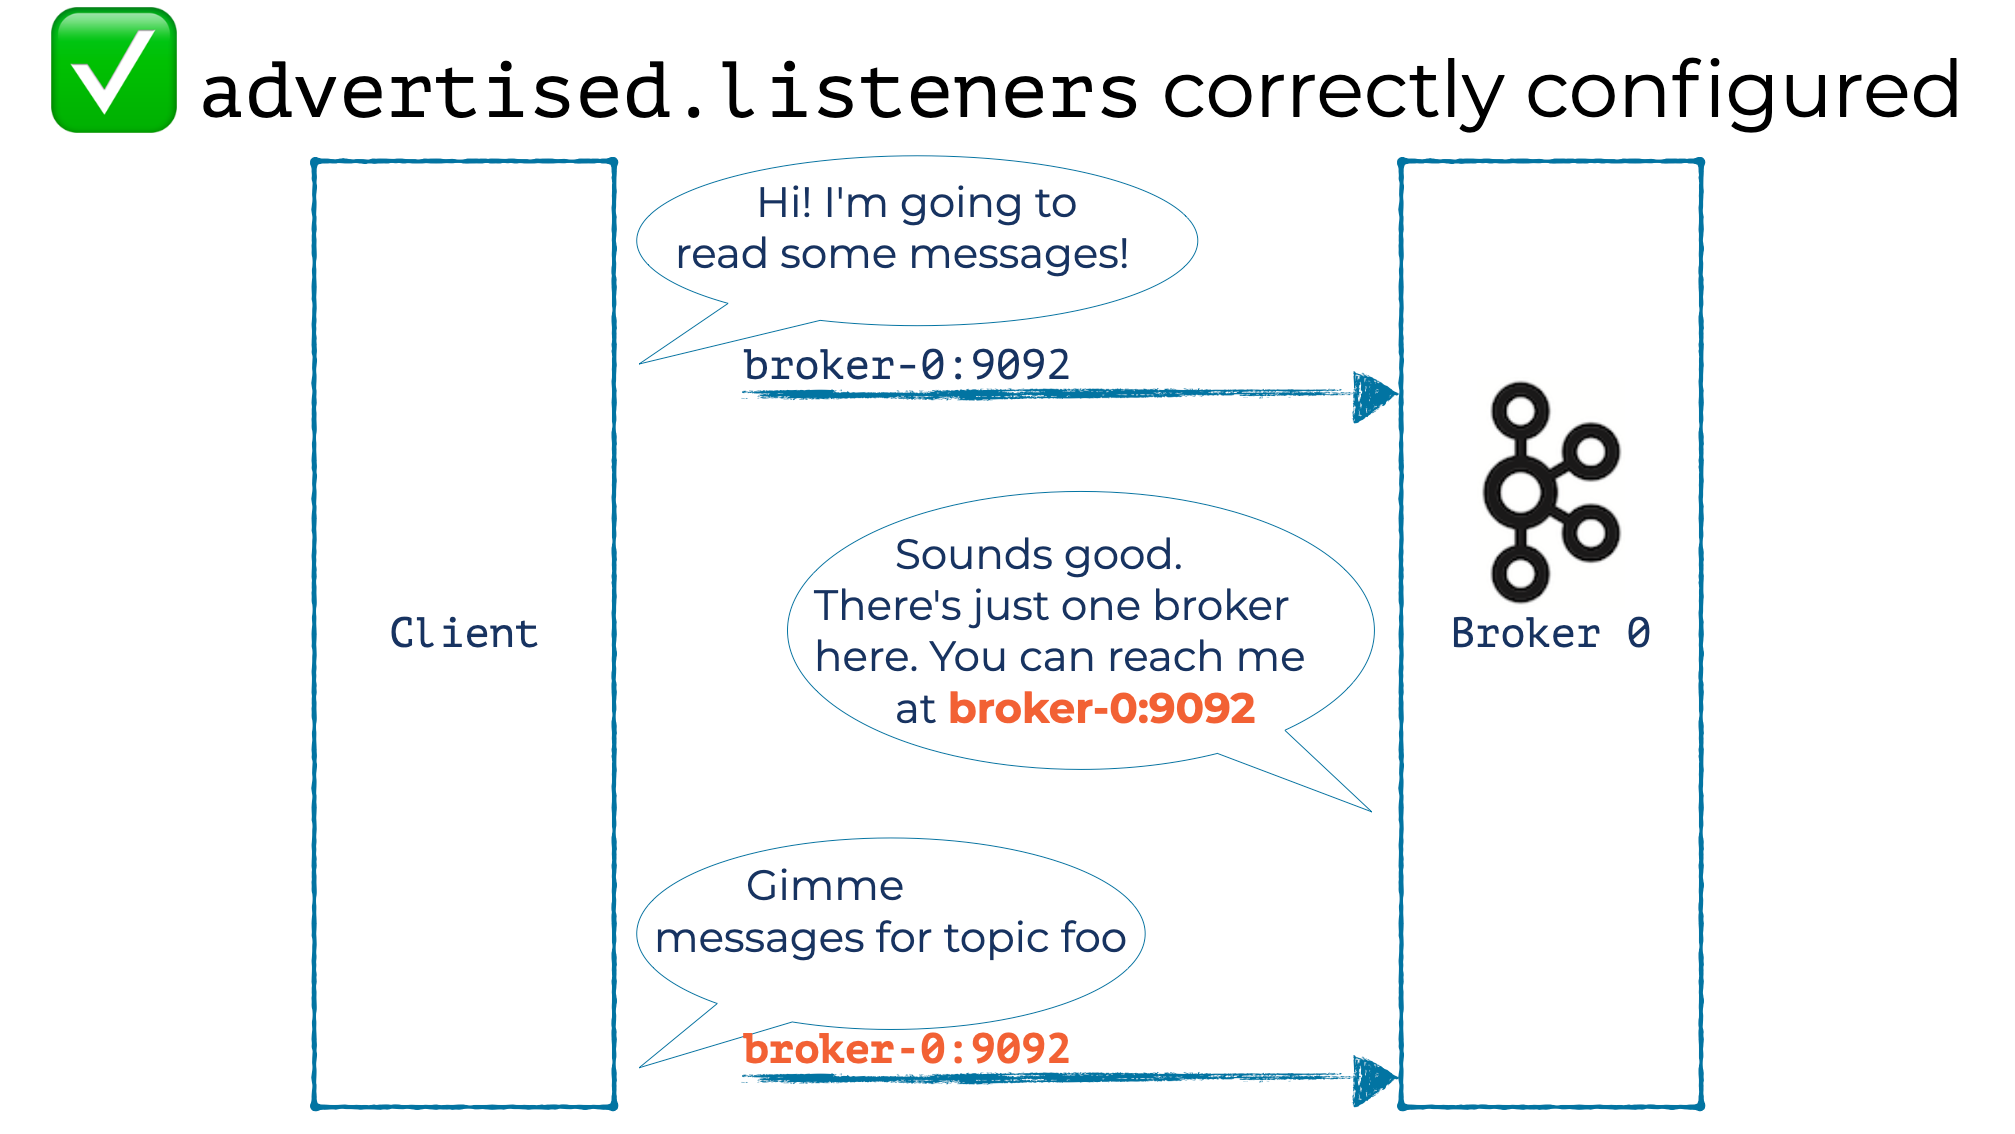 advertised.listeners correctly configured
Hi! I'm going to
read some messages!
broker-0:9092
Sounds good.
There's just one broker
here. You can reach me
at broker-0:9092
Client
Broker 0
Gimme
messages for topic foo
broker-0:9092